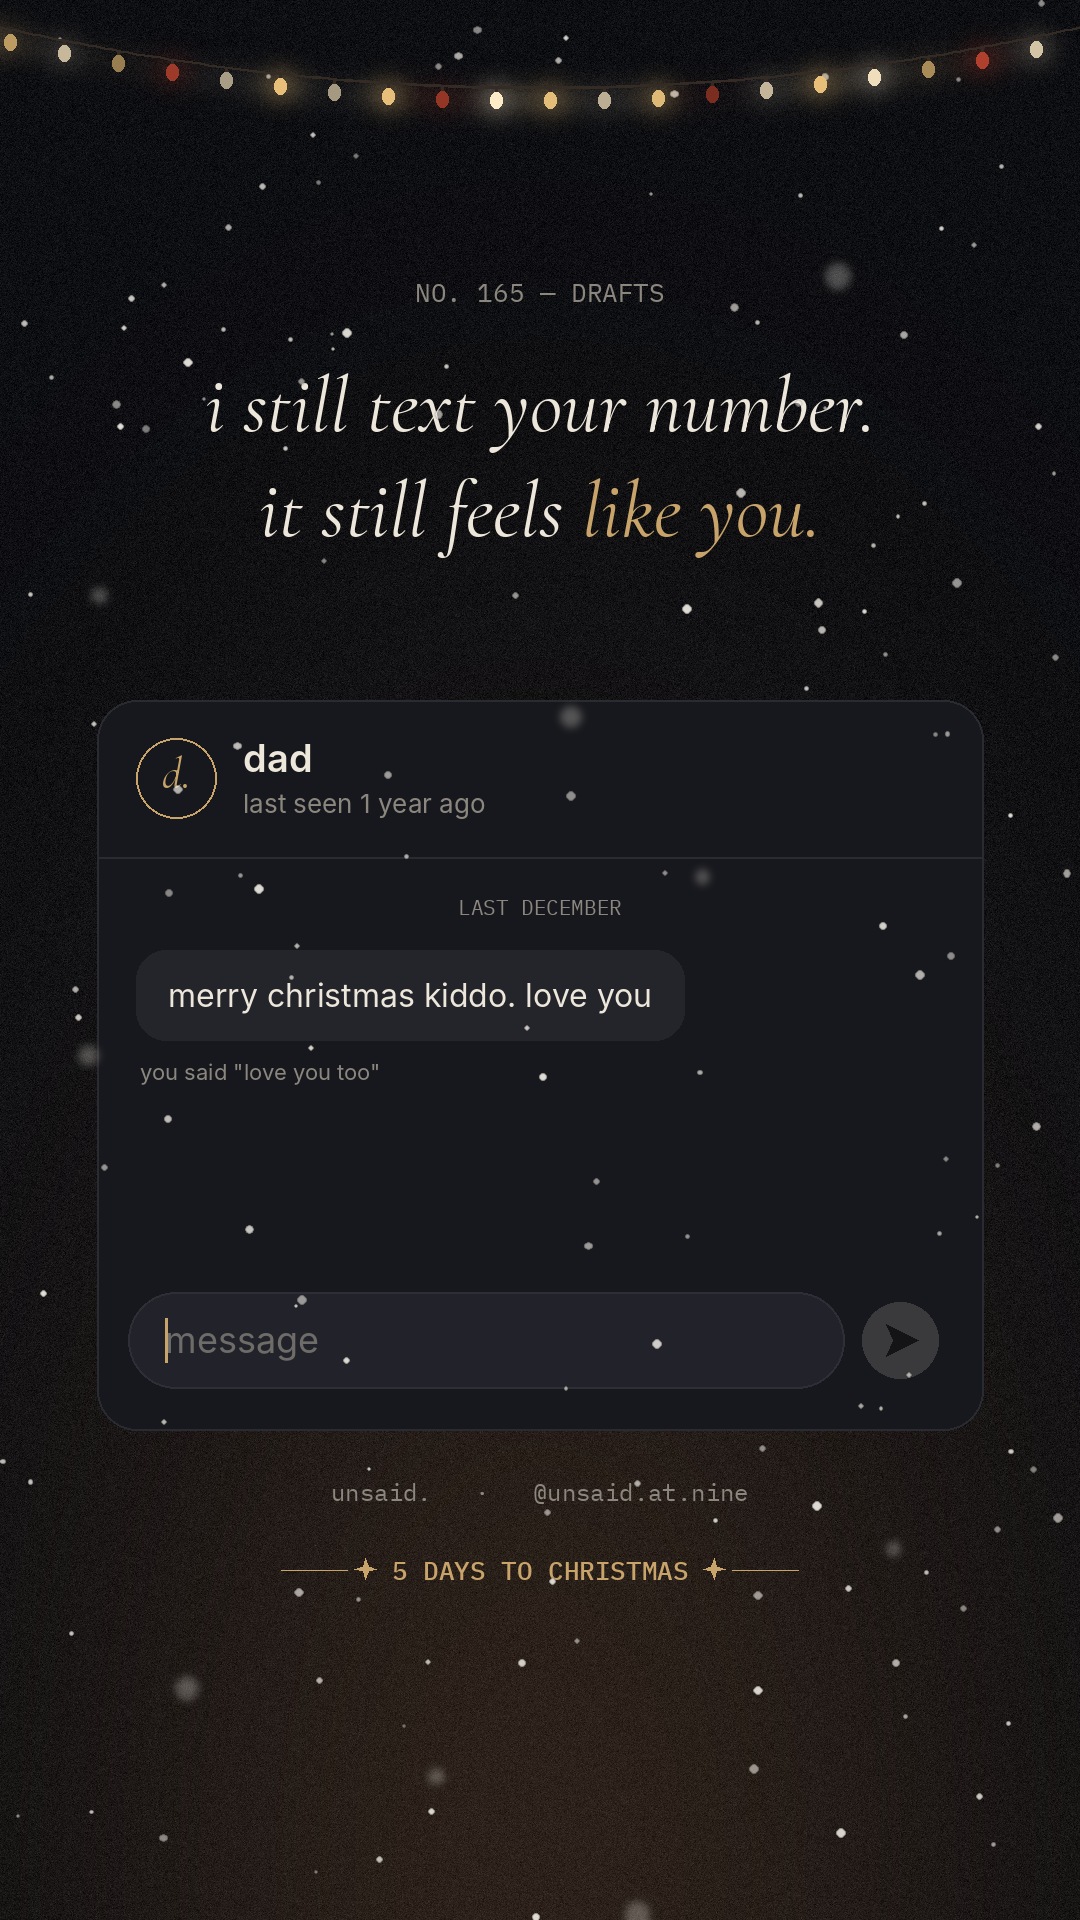 NO. 165 — DRAFTS
i still text your number.
it still feels like you.
d.
dad
last seen 1 year ago
LAST DECEMBER
merry christmas kiddo. love you
you said "love you too"
message
unsaid. · @unsaid.at.nine
5 DAYS TO CHRISTMAS